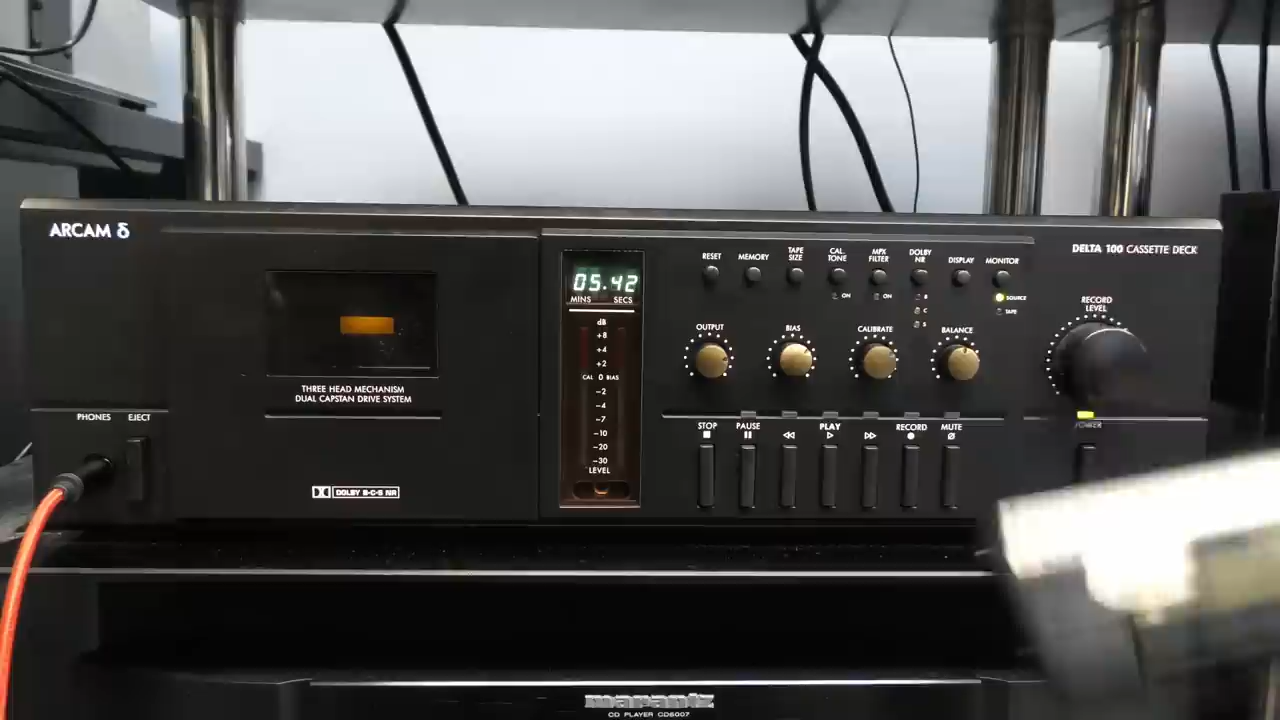 ARCAM δ
DELTA 100 CASSETTE DECK
RESET
MEMORY
TAPE
SIZE
CAL.
TONE
MPX
FILTER
DOLBY
NR
DISPLAY
MONITOR
ON
ON
B
C
S
SOURCE
TAPE
05.42
MINS SECS
dB
+8
+4
+2
CAL 0 BIAS
-2
-4
-7
-10
-20
-30
LEVEL
OUTPUT
BIAS
CALIBRATE
BALANCE
RECORD
LEVEL
THREE HEAD MECHANISM
DUAL CAPSTAN DRIVE SYSTEM
PHONES EJECT
STOP
PAUSE
PLAY
RECORD
MUTE
POWER
DOLBY B-C-S NR
marantz
CD PLAYER CD6007